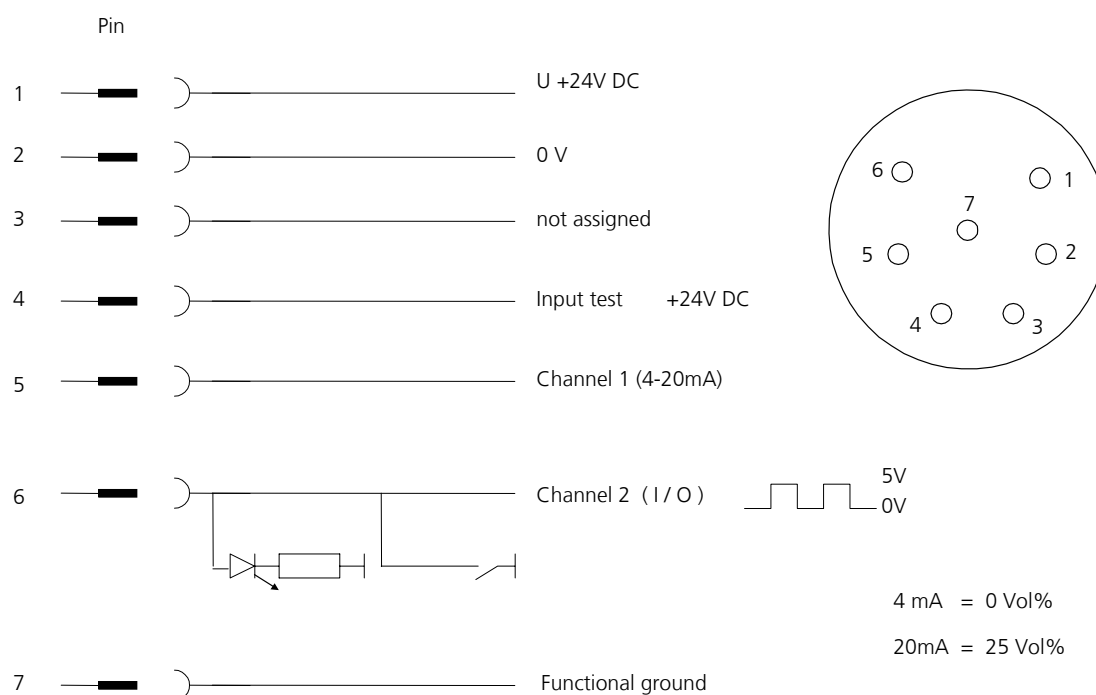 Pin
1 U +24V DC
2 0 V
3 not assigned
4 Input test +24V DC
5 Channel 1 (4-20mA)
6 Channel 2 ( I / O ) 5V
0V
7 Functional ground
6
1
7
5
2
4
3
4 mA = 0 Vol%
20mA = 25 Vol%